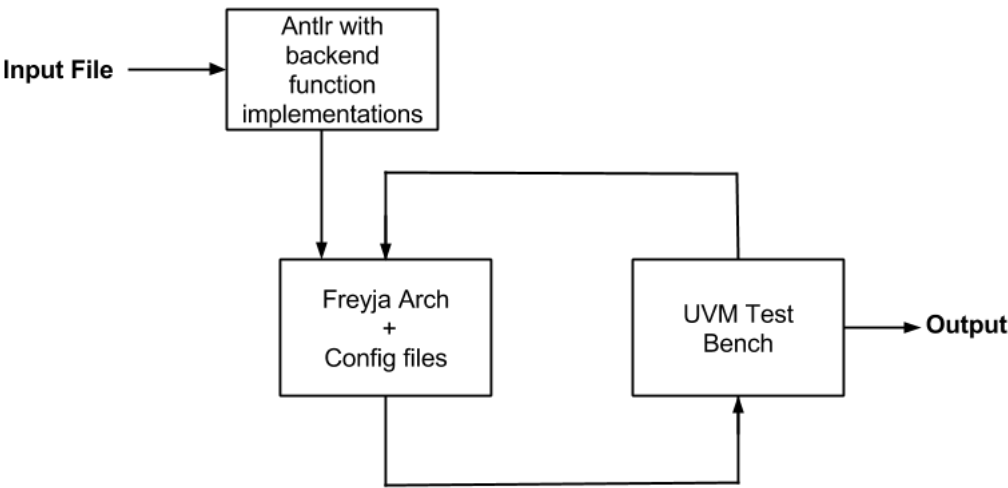 Antlr with
backend
function
implementations
Input File
Freyja Arch
+
Config files
UVM Test
Bench
Output